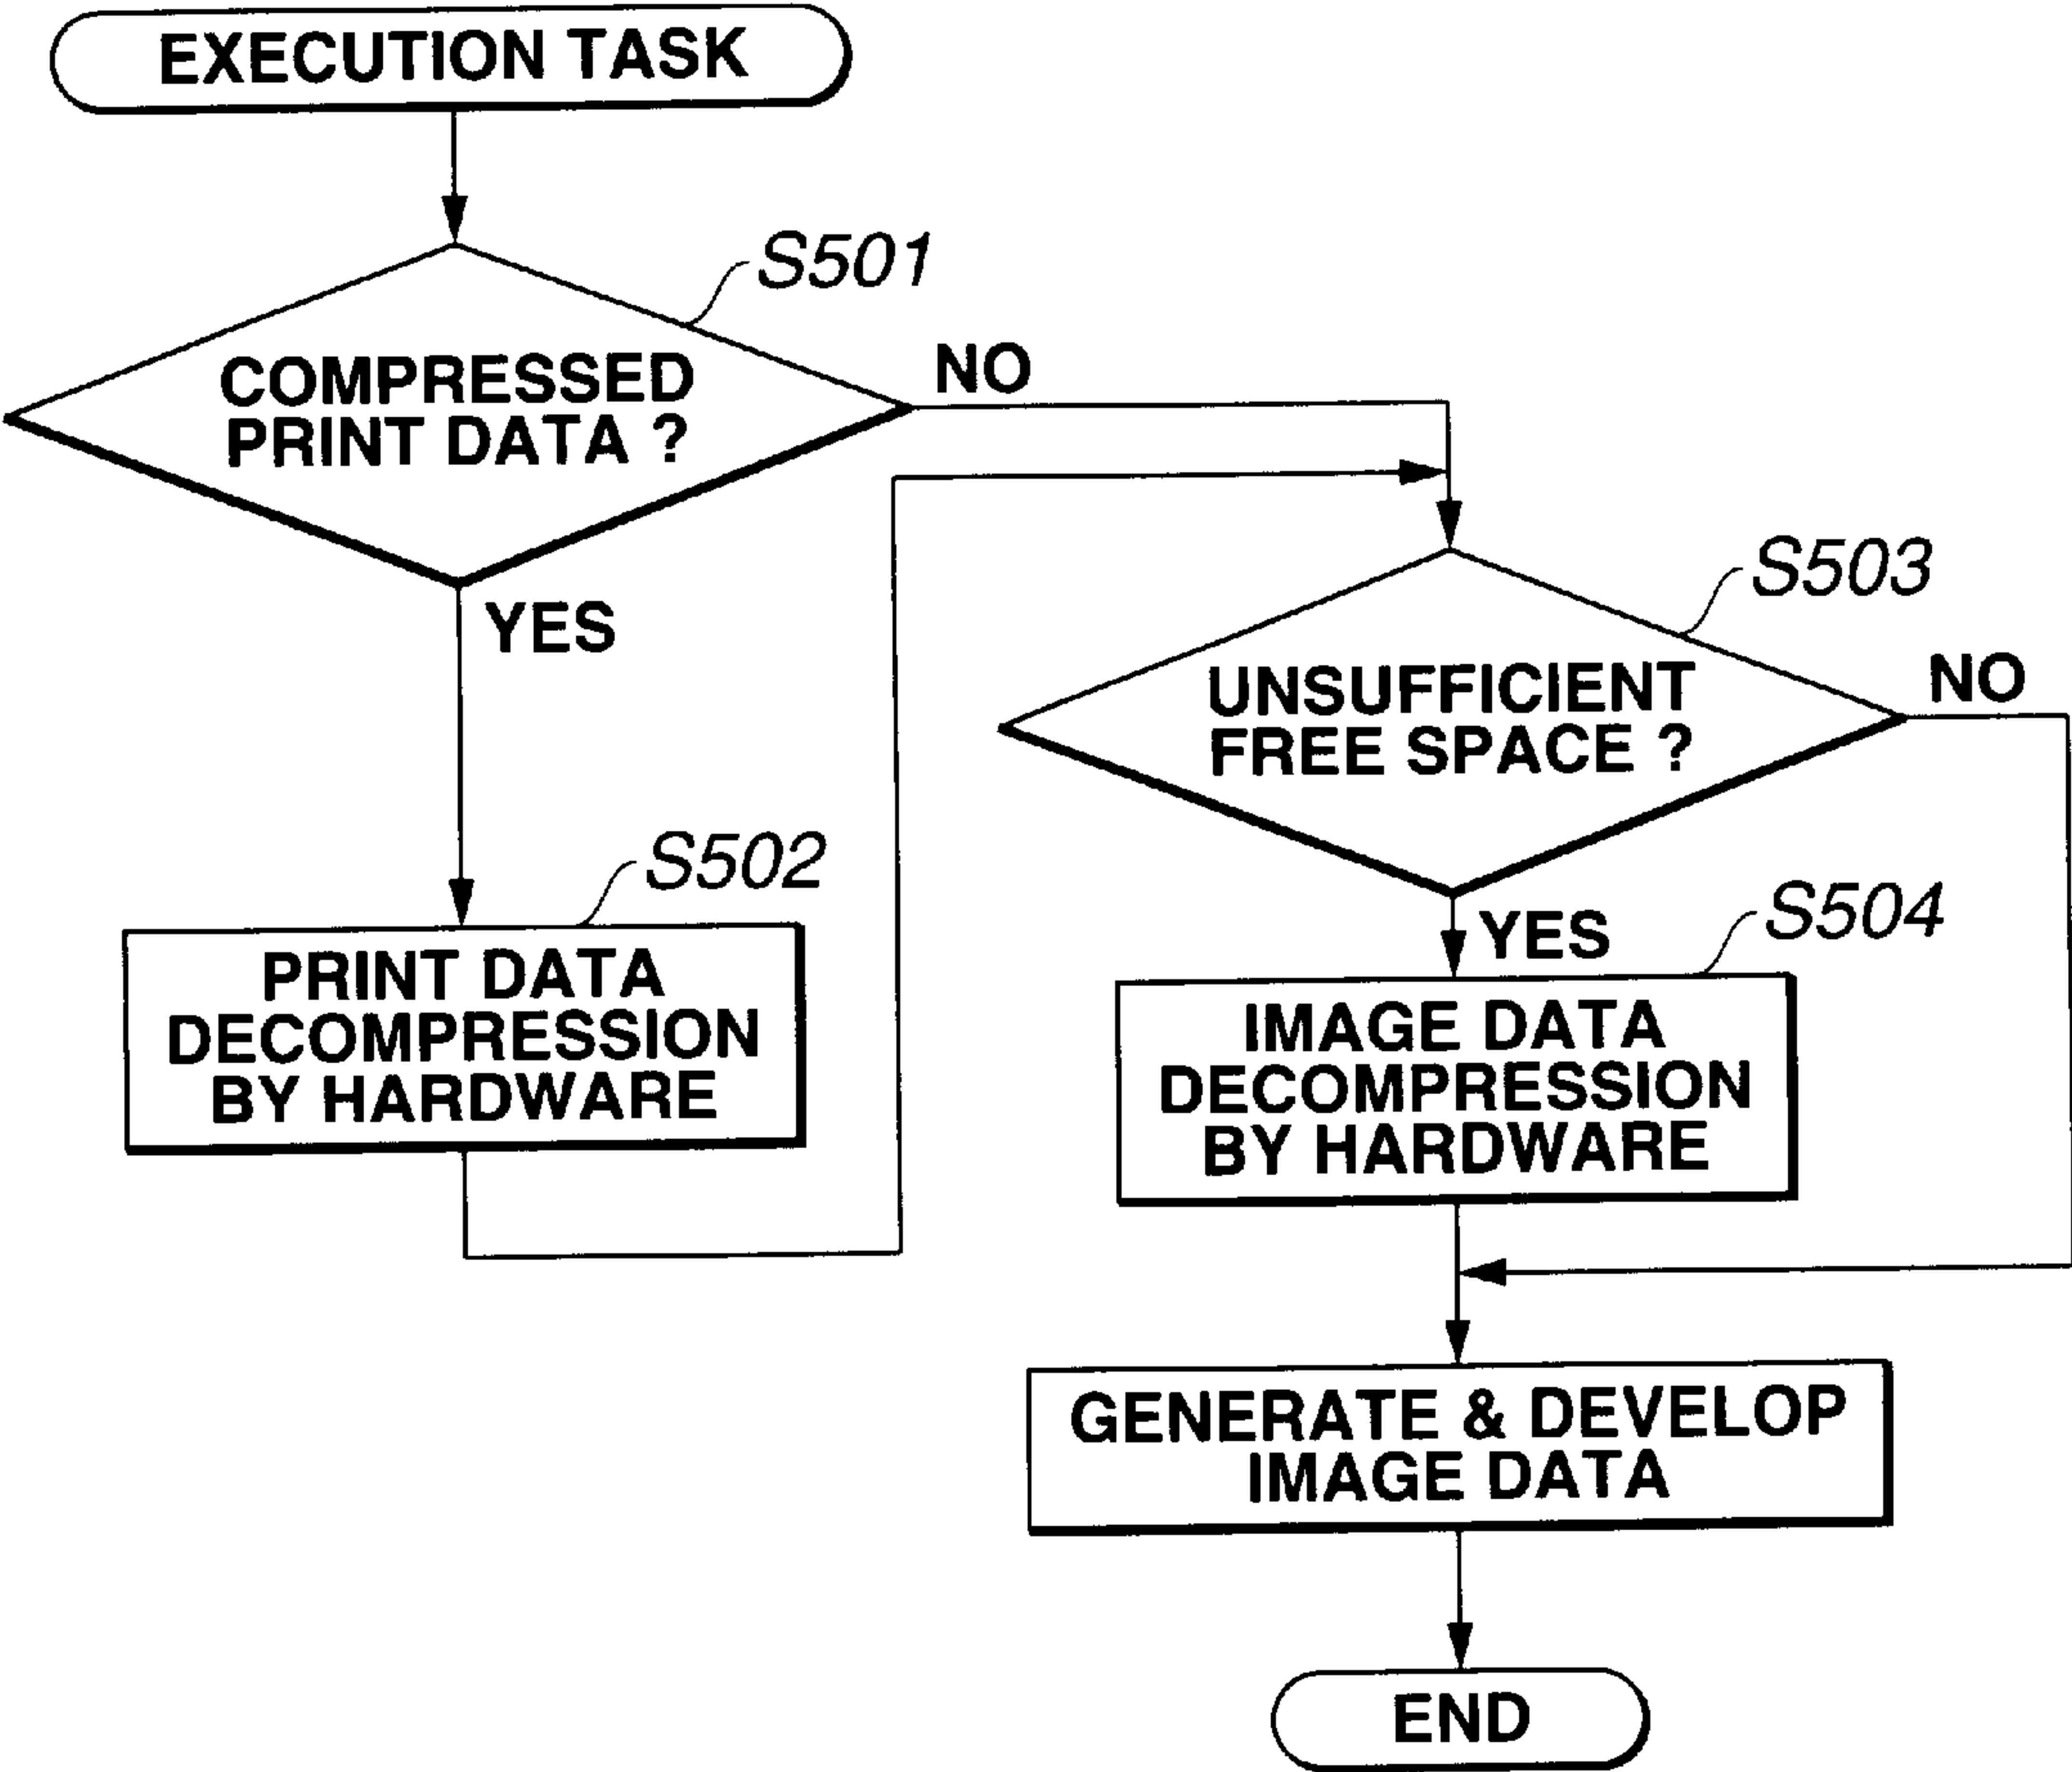 EXECUTION TASK
S501
COMPRESSED
PRINT DATA ?
NO
YES
S502
PRINT DATA
DECOMPRESSION
BY HARDWARE
S503
UNSUFFICIENT
FREE SPACE ?
NO
YES
S504
IMAGE DATA
DECOMPRESSION
BY HARDWARE
GENERATE & DEVELOP
IMAGE DATA
END